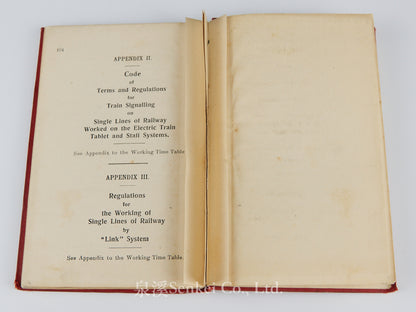 174
APPENDIX II.
Code
of
Terms and Regulations
for
Train Signalling
on
Single Lines of Railway
Worked on the Electric Train
Tablet and Staff Systems.
See Appendix to the Working Time Table
APPENDIX III.
Regulations
for
the Working of
Single Lines of Railway
by
"Link" System
See Appendix to the Working Time Table.
泉溪Senkei Co., Ltd.